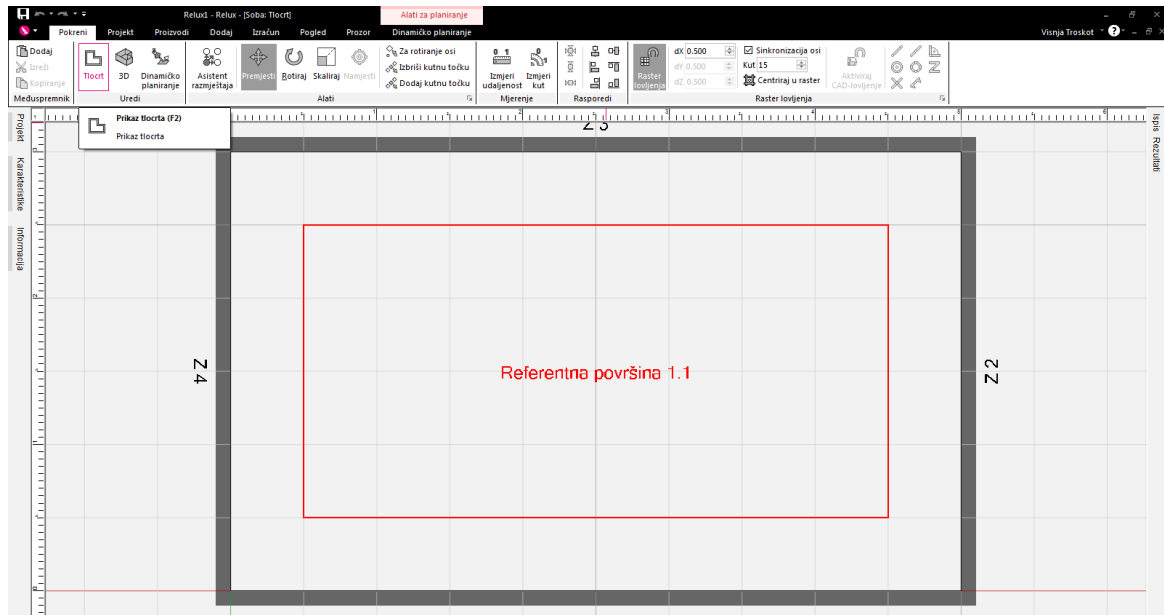 Relux1 - Relux - [Soba: Tlocrt]
Alati za planiranje
Pokreni Projekt Proizvodi Dodaj Izračun Pogled Prozor Dinamičko planiranje
Visnja Troskot
Dodaj
Izreži
Kopiranje
Međuspremnik
Tlocrt
3D
Dinamičko
planiranje
Uredi
Asistent
razmještaja
Premjesti
Rotiraj
Skaliraj
Namjesti
Za rotiranje osi
Izbriši kutnu točku
Dodaj kutnu točku
Alati
Izmjeri
udaljenost
Izmjeri
kut
Mjerenje
Rasporedi
Raster
lovljenja
dX 0.500
dY 0.500
dZ 0.500
Sinkronizacija osi
Kut 15
Centriraj u raster
Aktiviraj
CAD-lovljenje
Raster lovljenja
Prikaz tlocrta (F2)
Prikaz tlocrta
Projekt
Karakteristike
Informacija
Ispis Rezultati
Z 3
Z 4
Referentna površina 1.1
Z 2